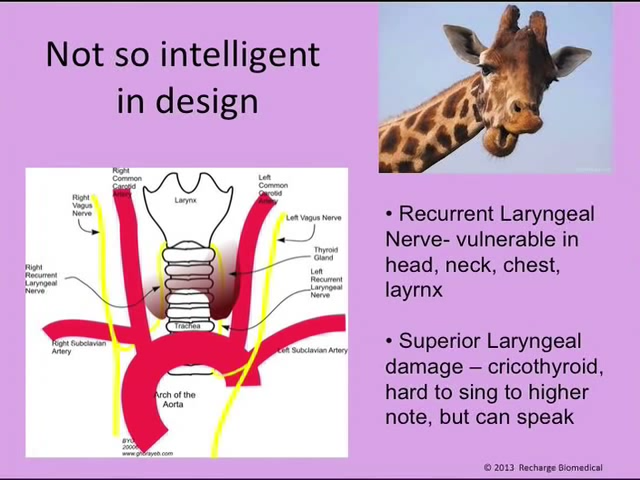 Not so intelligent
in design
Right
Common
Carotid
Artery
Left
Common
Carotid
Artery
Larynx
Right
Vagus
Nerve
Left Vagus Nerve
Thyroid
Gland
Right
Recurrent
Laryngeal
Nerve
Left
Recurrent
Laryngeal
Nerve
Trachea
Right Subclavian
Artery
Left Subclavian Artery
Arch of the
Aorta
• Recurrent Laryngeal
Nerve- vulnerable in
head, neck, chest,
layrnx
• Superior Laryngeal
damage – cricothyroid,
hard to sing to higher
note, but can speak
© 2013 Recharge Biomedical